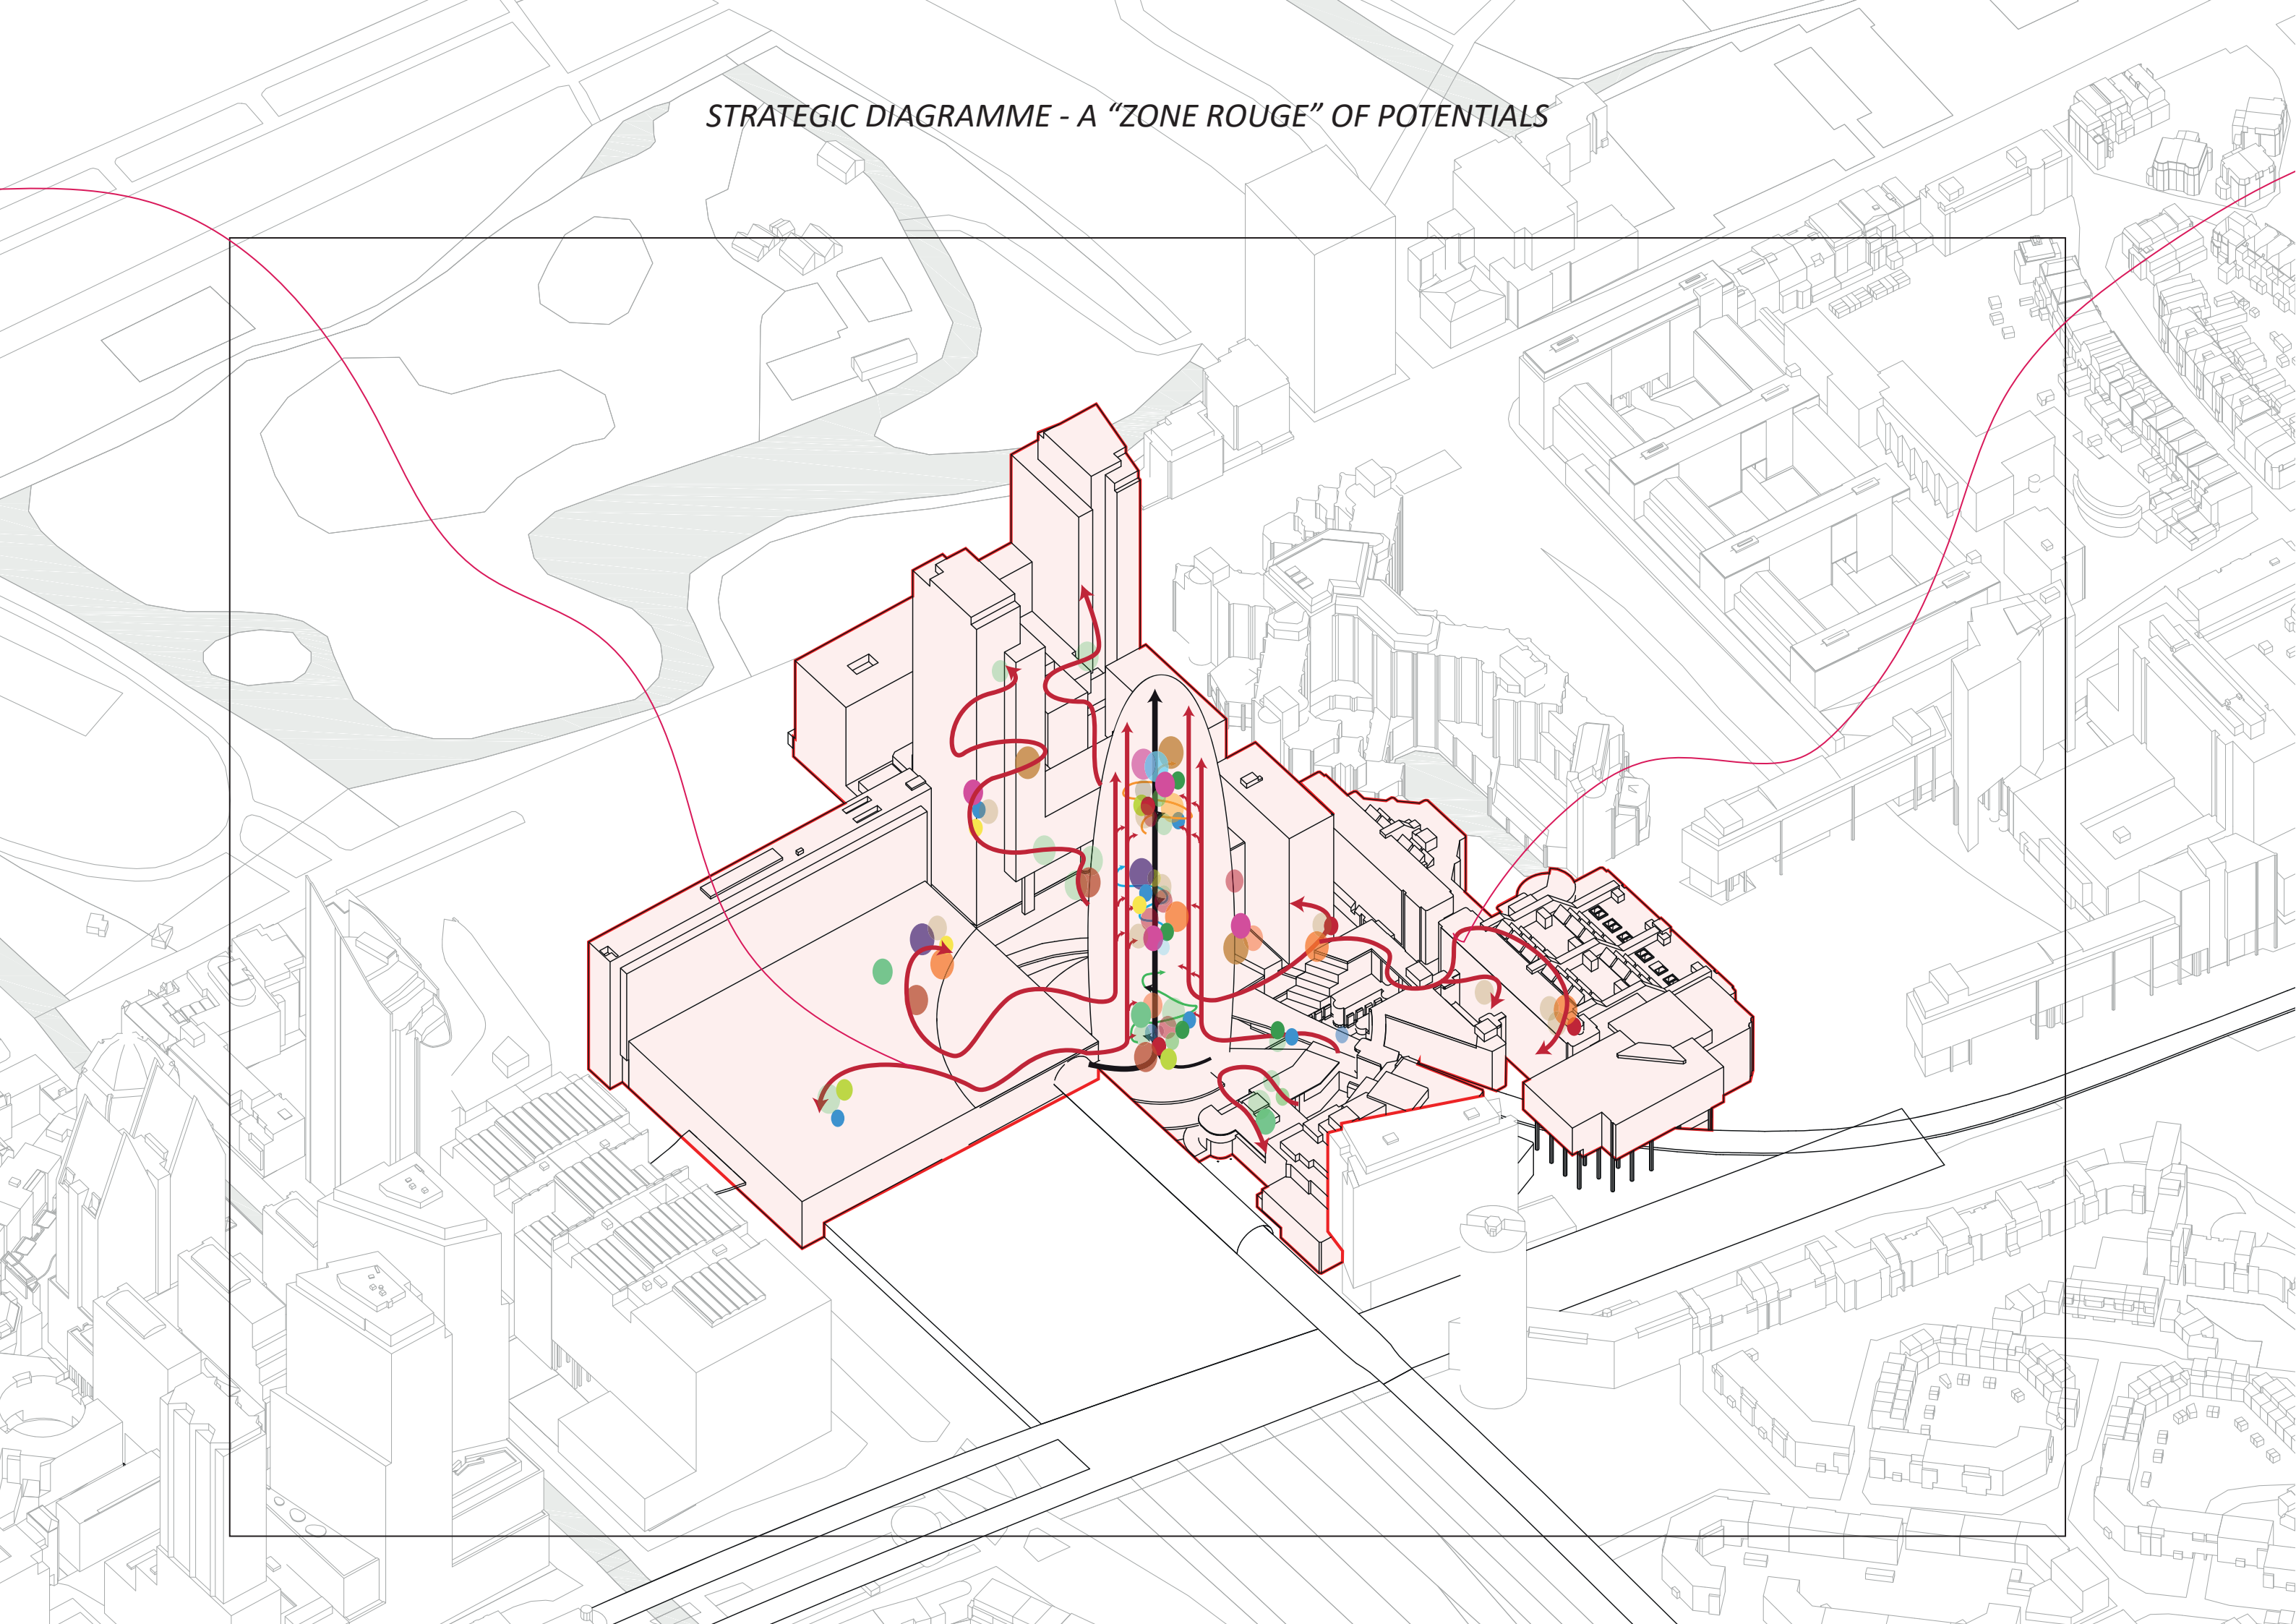 STRATEGIC DIAGRAMME - A “ZONE ROUGE” OF POTENTIALS